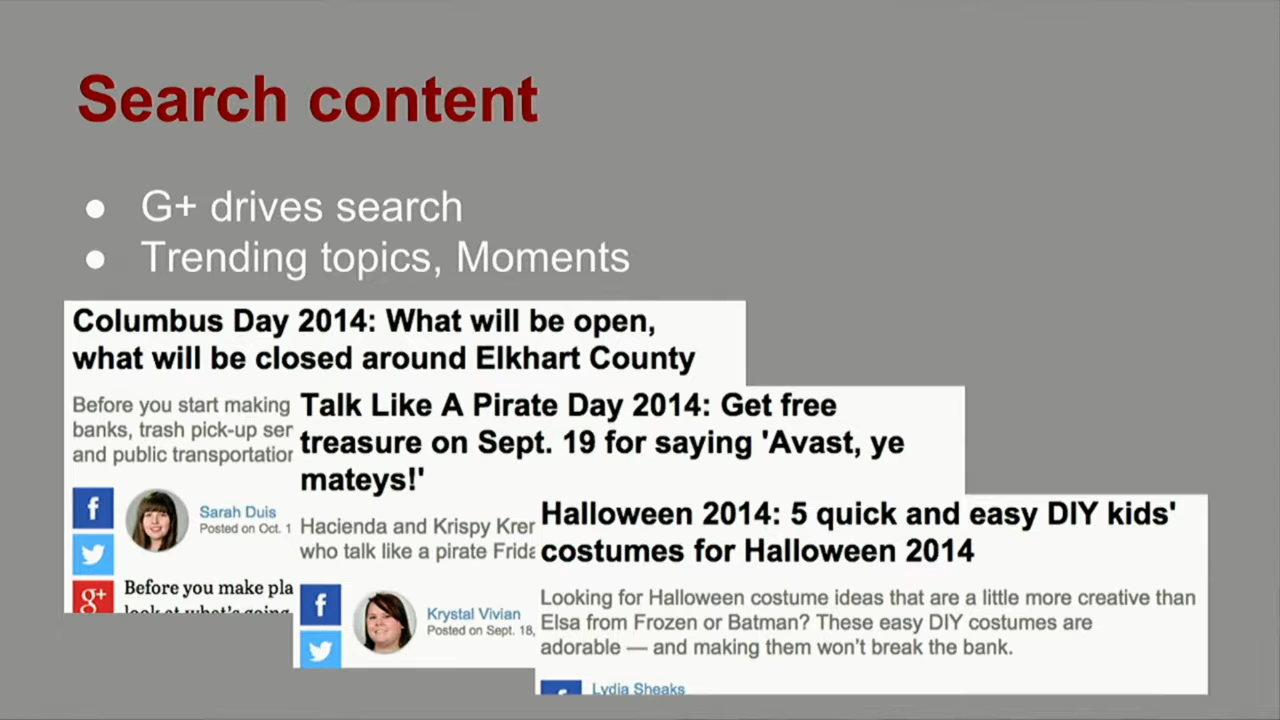 Search content
● G+ drives search
● Trending topics, Moments
Columbus Day 2014: What will be open,
what will be closed around Elkhart County
Before you start making
banks, trash pick-up
and public
Sarah Duis
Posted on Oct. 1
f
g+
Before you make
Talk Like A Pirate Day 2014: Get free
treasure on Sept. 19 for saying 'Avast, ye
mateys!'
Hacienda and Krispy
who talk like a pirate
f
Krystal Vivian
Posted on Sept. 18,
Halloween 2014: 5 quick and easy DIY kids'
costumes for Halloween 2014
Looking for Halloween costume ideas that are a little more creative than
Elsa from Frozen or Batman? These easy DIY costumes are
adorable — and making them won't break the bank.
Lydia Sheaks